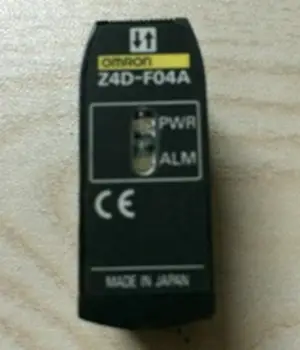 OMRON
Z4D-F04A
PWR
ALM
CE
MADE IN JAPAN